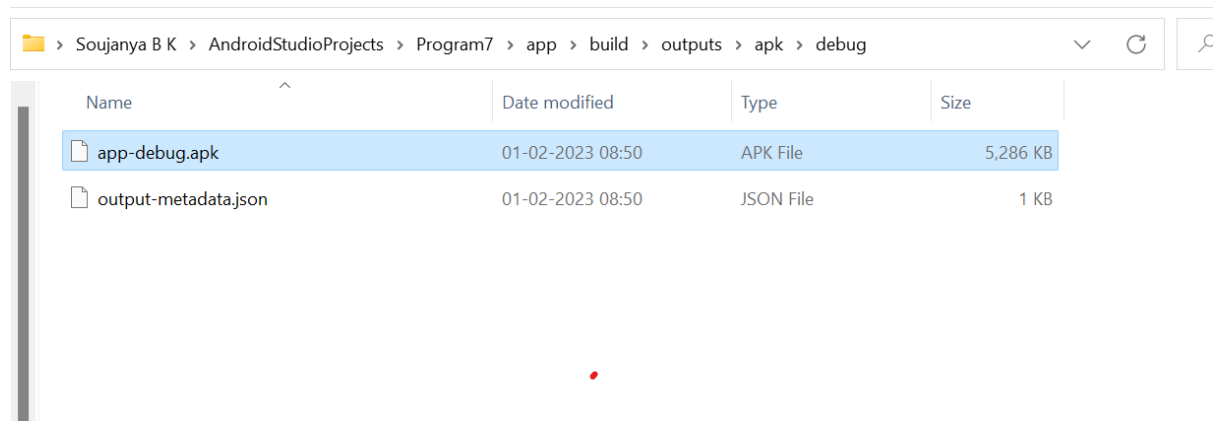 Soujanya B K > AndroidStudioProjects > Program7 > app > build > outputs > apk > debug
Name Date modified Type Size
app-debug.apk 01-02-2023 08:50 APK File 5,286 KB
output-metadata.json 01-02-2023 08:50 JSON File 1 KB